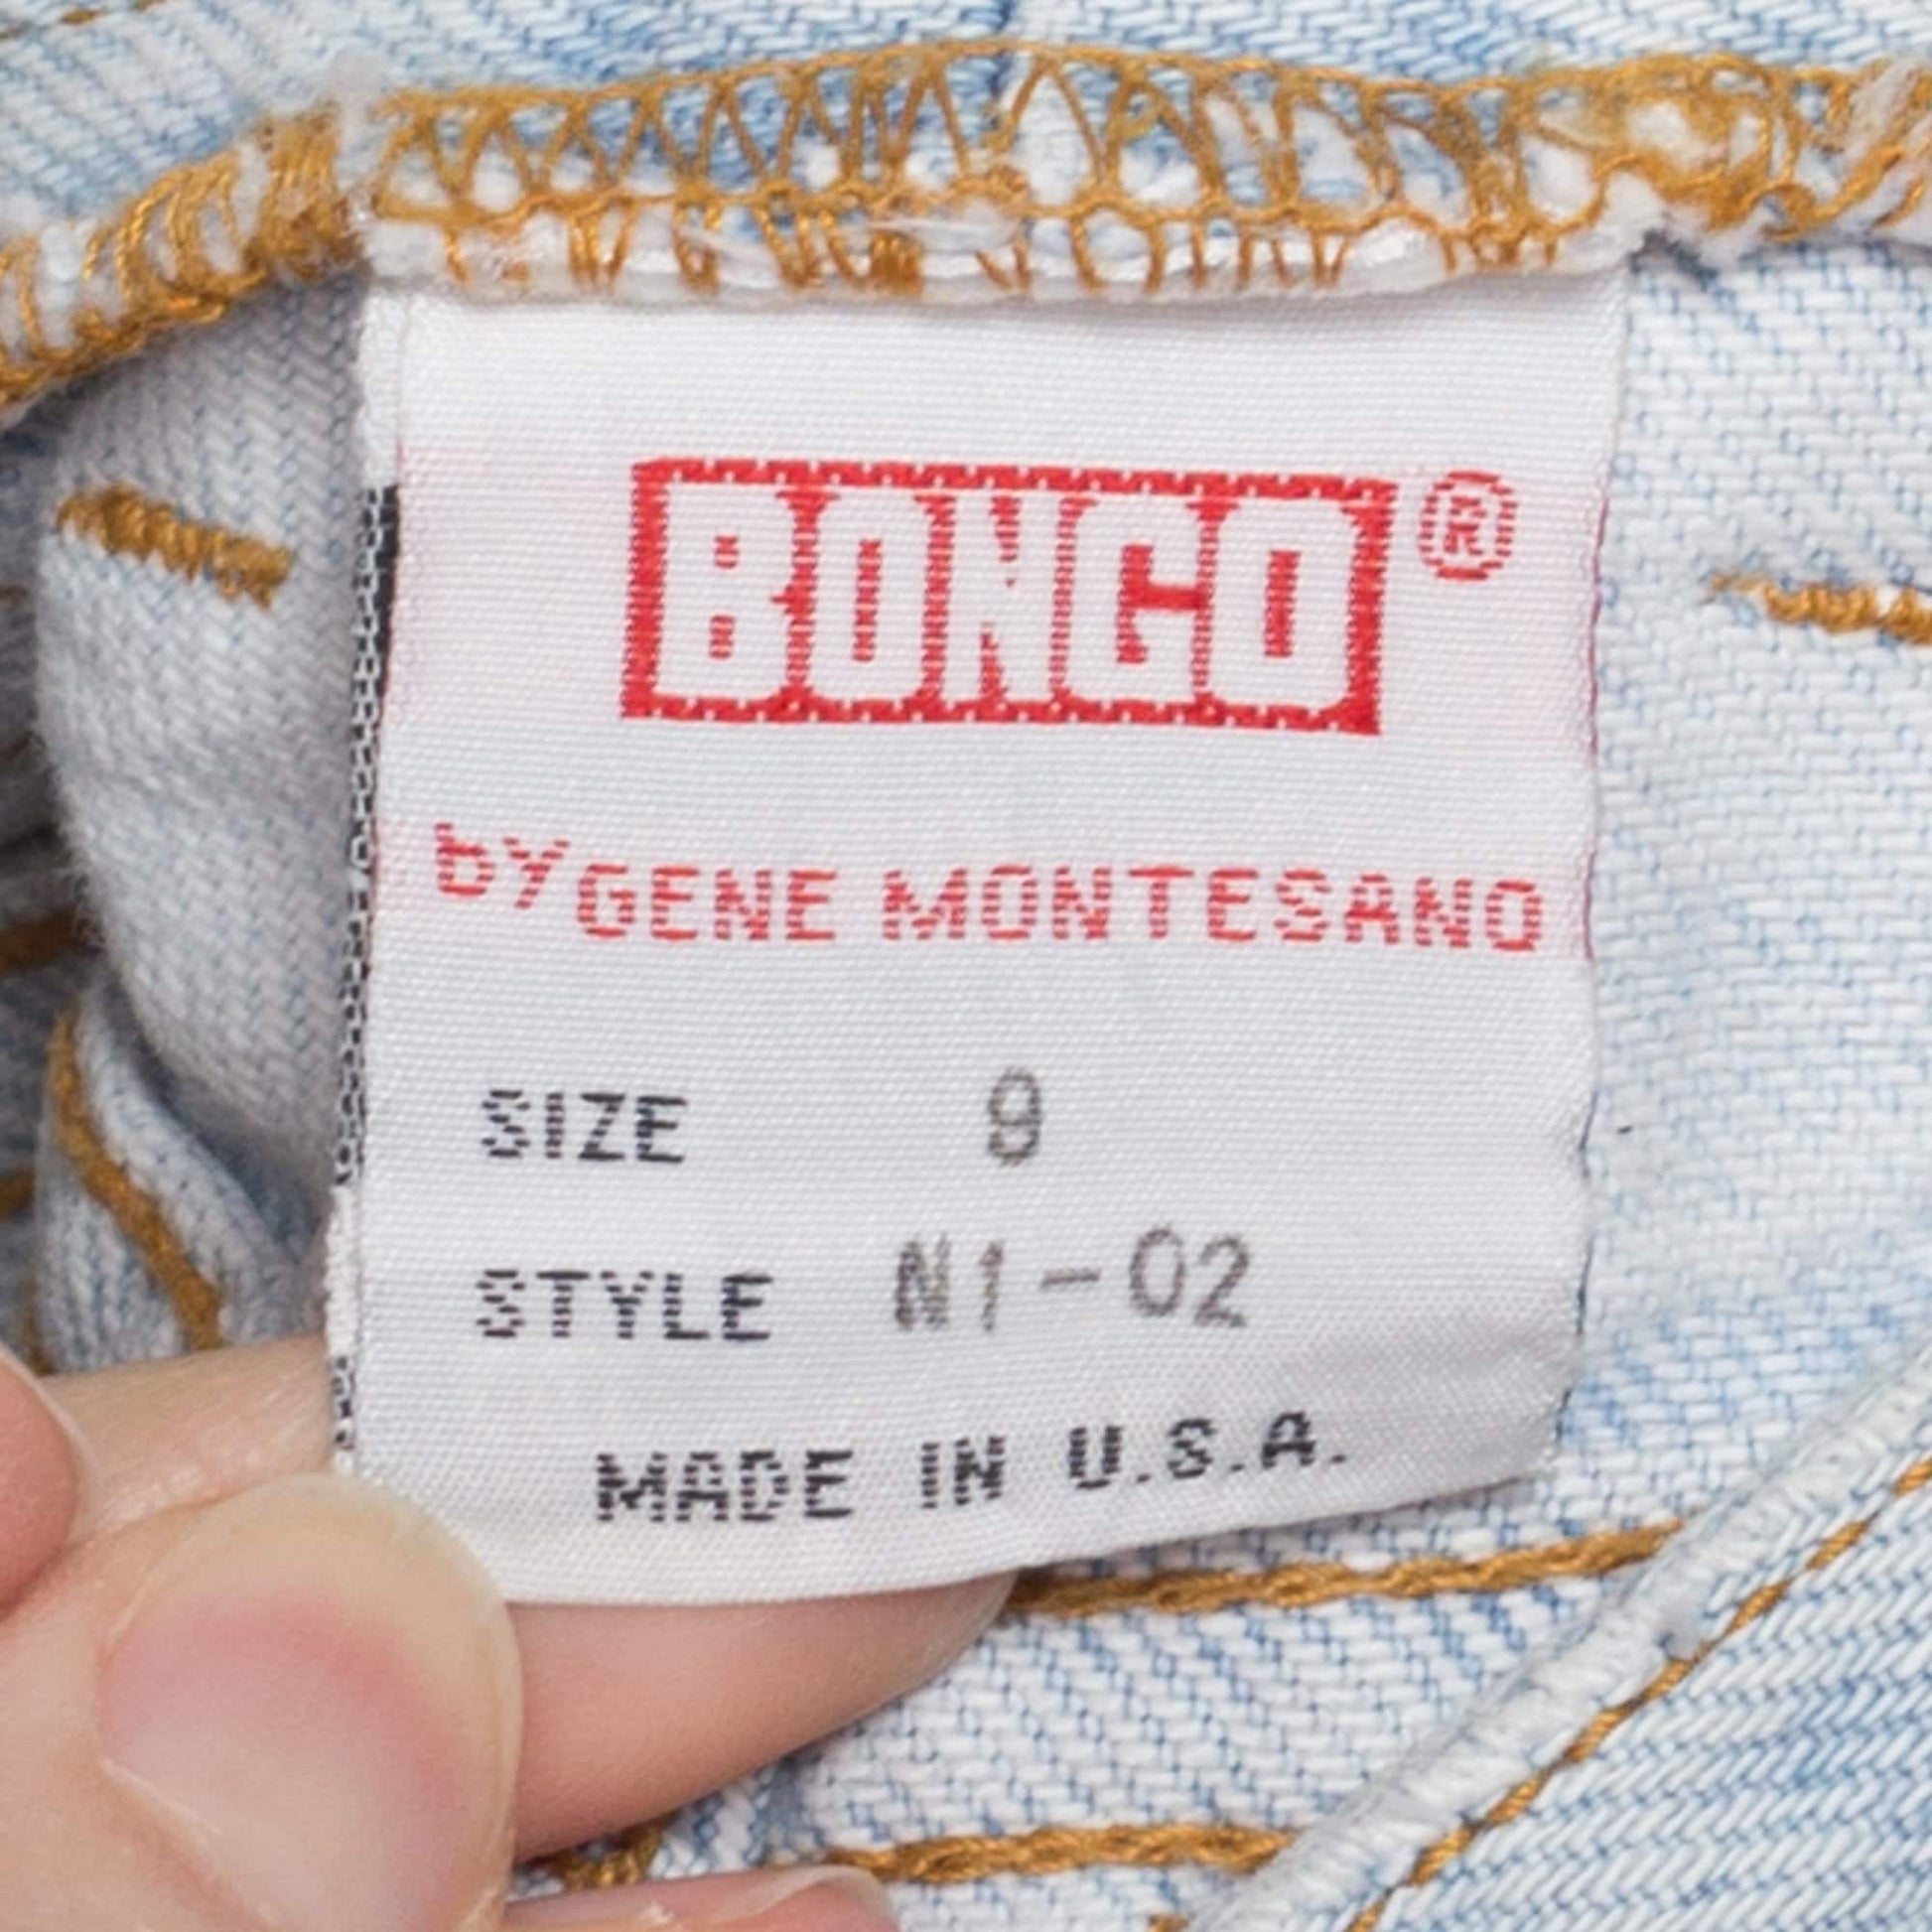 BONGO®
by GENE MONTESANO
SIZE 9
STYLE N1-02
MADE IN U.S.A.